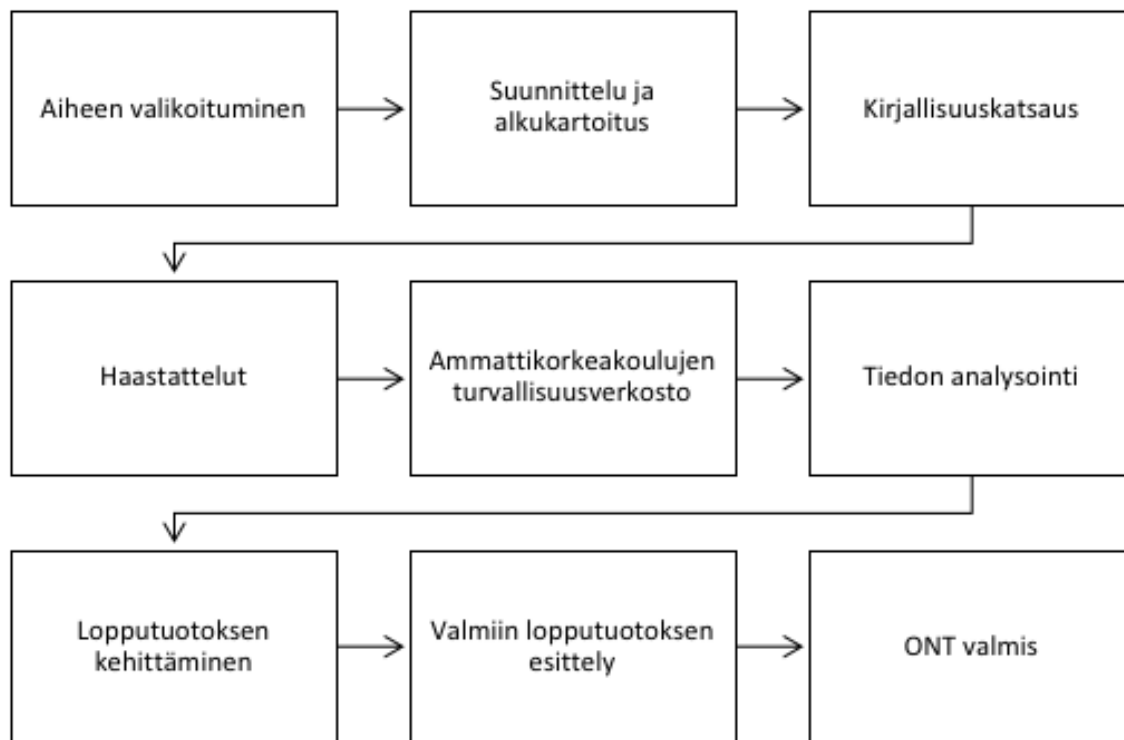 Aiheen valikoituminen
Suunnittelu ja
alkukartoitus
Kirjallisuuskatsaus
Haastattelut
Ammattikorkeakoulujen
turvallisuusverkosto
Tiedon analysointi
Lopputuotoksen
kehittäminen
Valmiin lopputuotoksen
esittely
ONT valmis